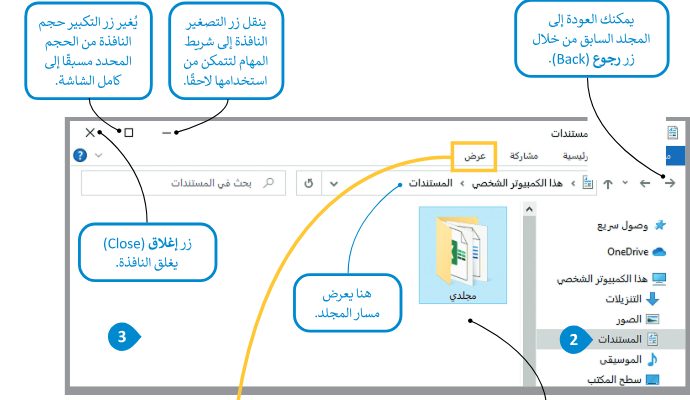 يمكنك العودة إلى
المجلد السابق من خلال
زر رجوع (Back).
ينقل زر التصغير
النافذة إلى شريط
المهام لتتمكن من
استخدامها لاحقًا.
يُغير زر التكبير حجم
النافذة من الحجم
المحدد مسبقًا إلى
كامل الشاشة.
مستندات
رئيسية
مشاركة
عرض
هذا الكمبيوتر الشخصي › المستندات
بحث في المستندات
وصول سريع
OneDrive
هذا الكمبيوتر الشخصي
التنزيلات
الصور
المستندات
الموسيقى
سطح المكتب
2
مجلدي
هنا يعرض
مسار المجلد.
زر إغلاق (Close)
يغلق النافذة.
3